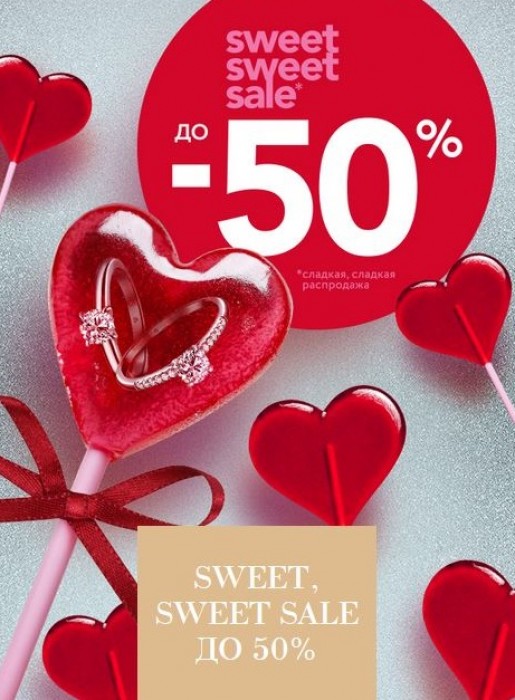 sweet
sweet
sale*
ДО
-50%
*сладкая, сладкая
распродажа
SWEET,
SWEET SALE
ДО 50%